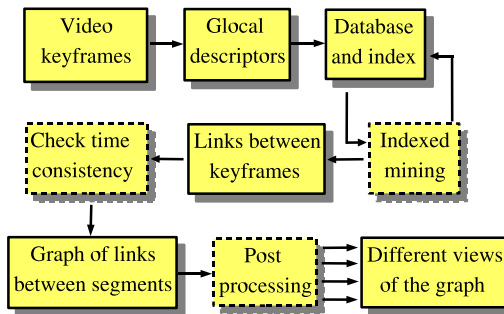 Video
keyframes
Glocal
descriptors
Database
and index
Check time
consistency
Links between
keyframes
Indexed
mining
Graph of links
between segments
Post
processing
Different views
of the graph